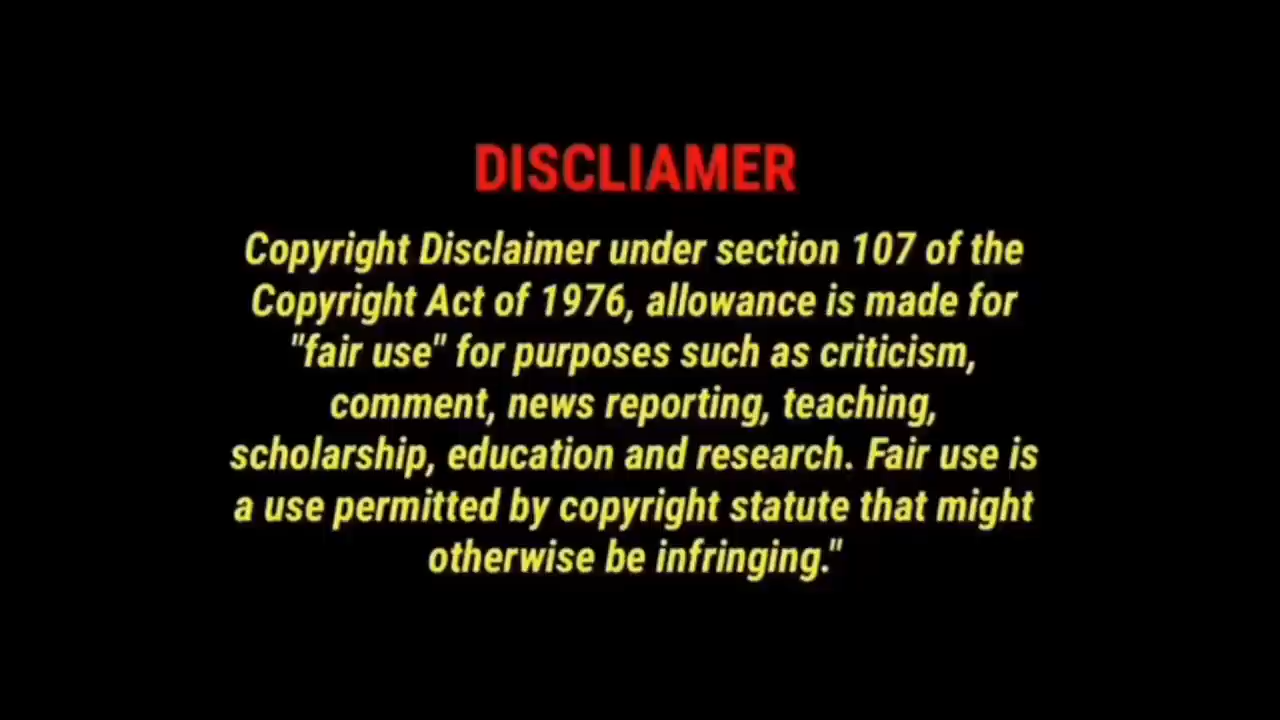 DISCLIAMER
Copyright Disclaimer under section 107 of the
Copyright Act of 1976, allowance is made for
"fair use" for purposes such as criticism,
comment, news reporting, teaching,
scholarship, education and research. Fair use is
a use permitted by copyright statute that might
otherwise be infringing."